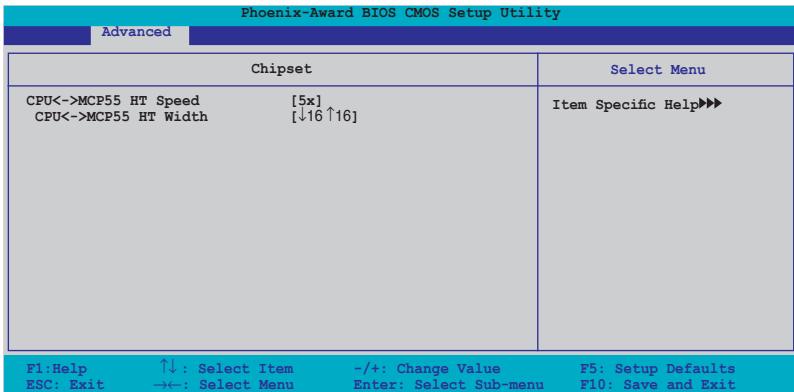 Phoenix-Award BIOS CMOS Setup Utility
Advanced
Chipset
Select Menu
CPU<->MCP55 HT Speed [5x]
CPU<->MCP55 HT Width [↓16 ↑16]
Item Specific Help▶▶▶
F1:Help ↑↓ : Select Item -/+: Change Value F5: Setup Defaults
ESC: Exit →←: Select Menu Enter: Select Sub-menu F10: Save and Exit